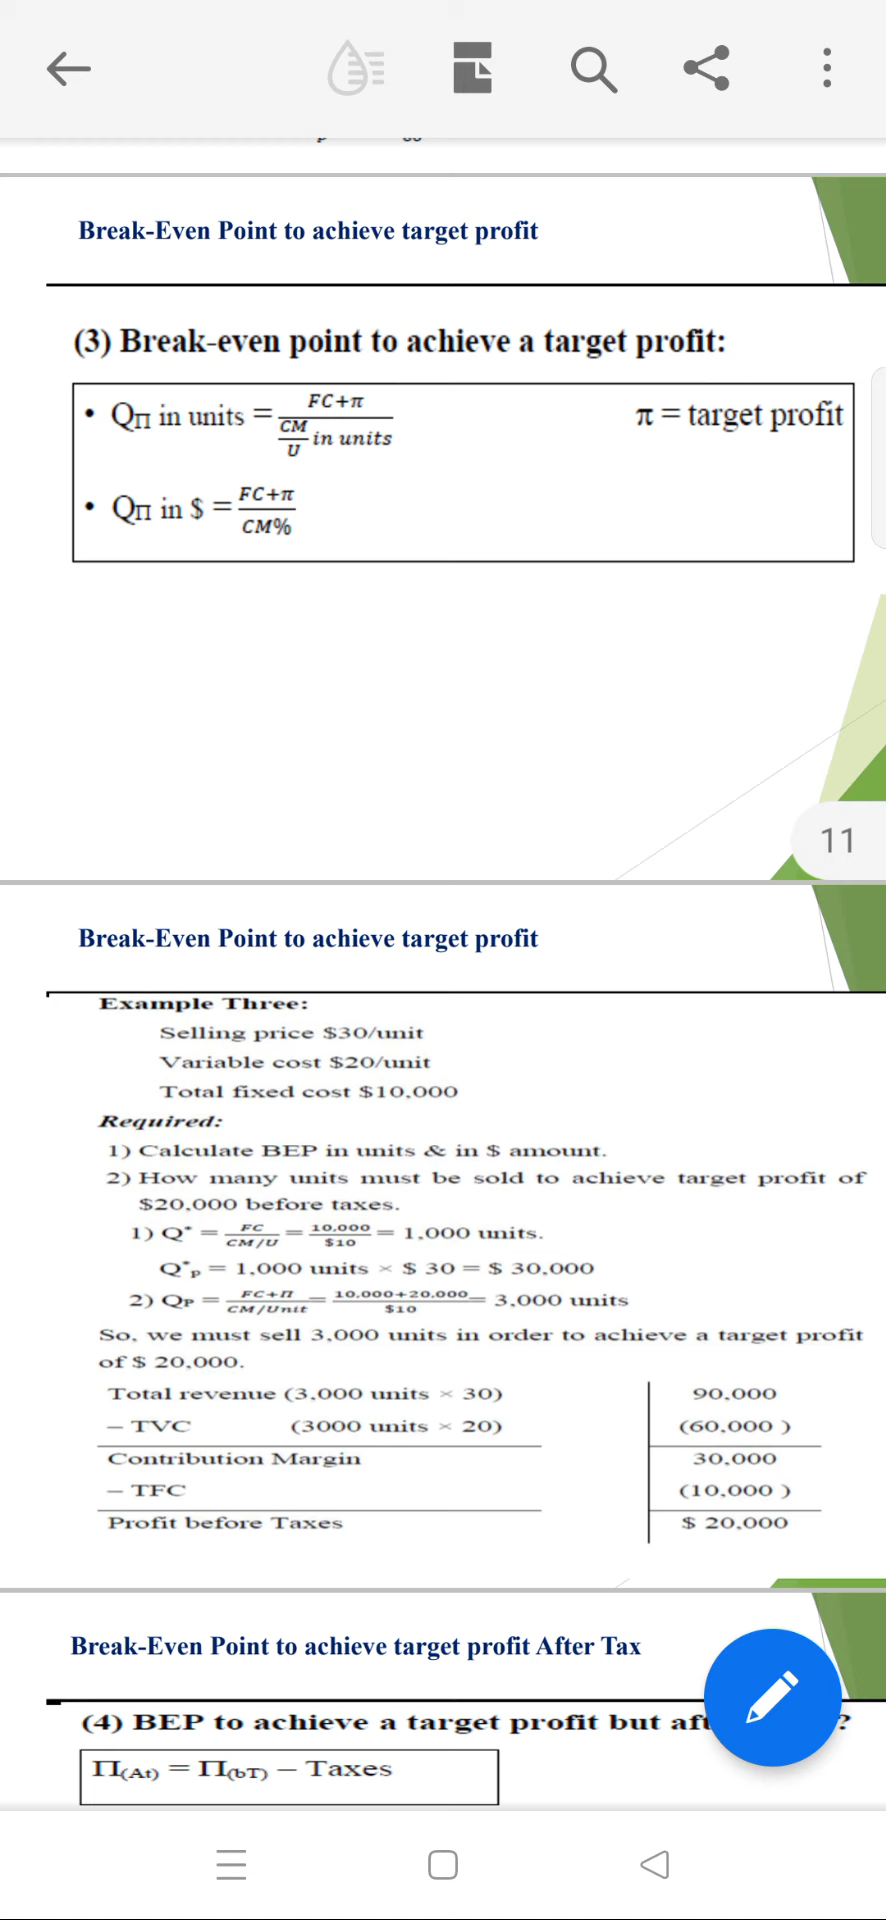 Break-Even Point to achieve target profit
(3) Break-even point to achieve a target profit:
• QΠ in units = FC+π / CM/U in units π = target profit
• QΠ in $ = FC+π / CM%
11
Break-Even Point to achieve target profit
Example Three:
Selling price $30/unit
Variable cost $20/unit
Total fixed cost $10,000
Required:
1) Calculate BEP in units & in $ amount.
2) How many units must be sold to achieve target profit of
$20,000 before taxes.
1) Q* = FC / CM/U = 10,000 / $10 = 1,000 units.
Q*P = 1,000 units × $ 30 = $ 30,000
2) QP = FC+Π / CM/Unit = 10,000+20,000 / $10 = 3,000 units
So, we must sell 3,000 units in order to achieve a target profit
of $ 20,000.
Total revenue (3,000 units × 30) 90,000
– TVC (3000 units × 20) (60,000 )
Contribution Margin 30,000
– TFC (10,000 )
Profit before Taxes $ 20,000
Break-Even Point to achieve target profit After Tax
(4) BEP to achieve a target profit but aft ?
Π(At) = Π(bT) – Taxes